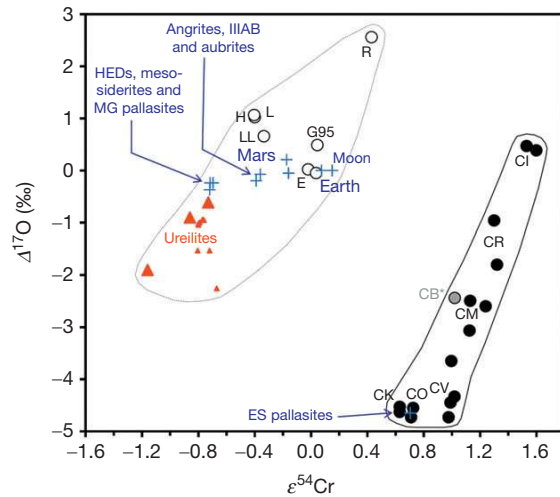 3
Angrites, IIIAB
and aubrites
R
HEDs, meso-
siderites and
MG pallasites
2
1
H L
LL
G95
Mars
Moon
0
E
Earth
CI
−1
Ureilites
CR
−2
CB*
CM
−3
−4
CK CO CV
ES pallasites
−5
−1.6 −1.2 −0.8 −0.4 0.0 0.4 0.8 1.2 1.6
Δ17O (‰)
ε54Cr